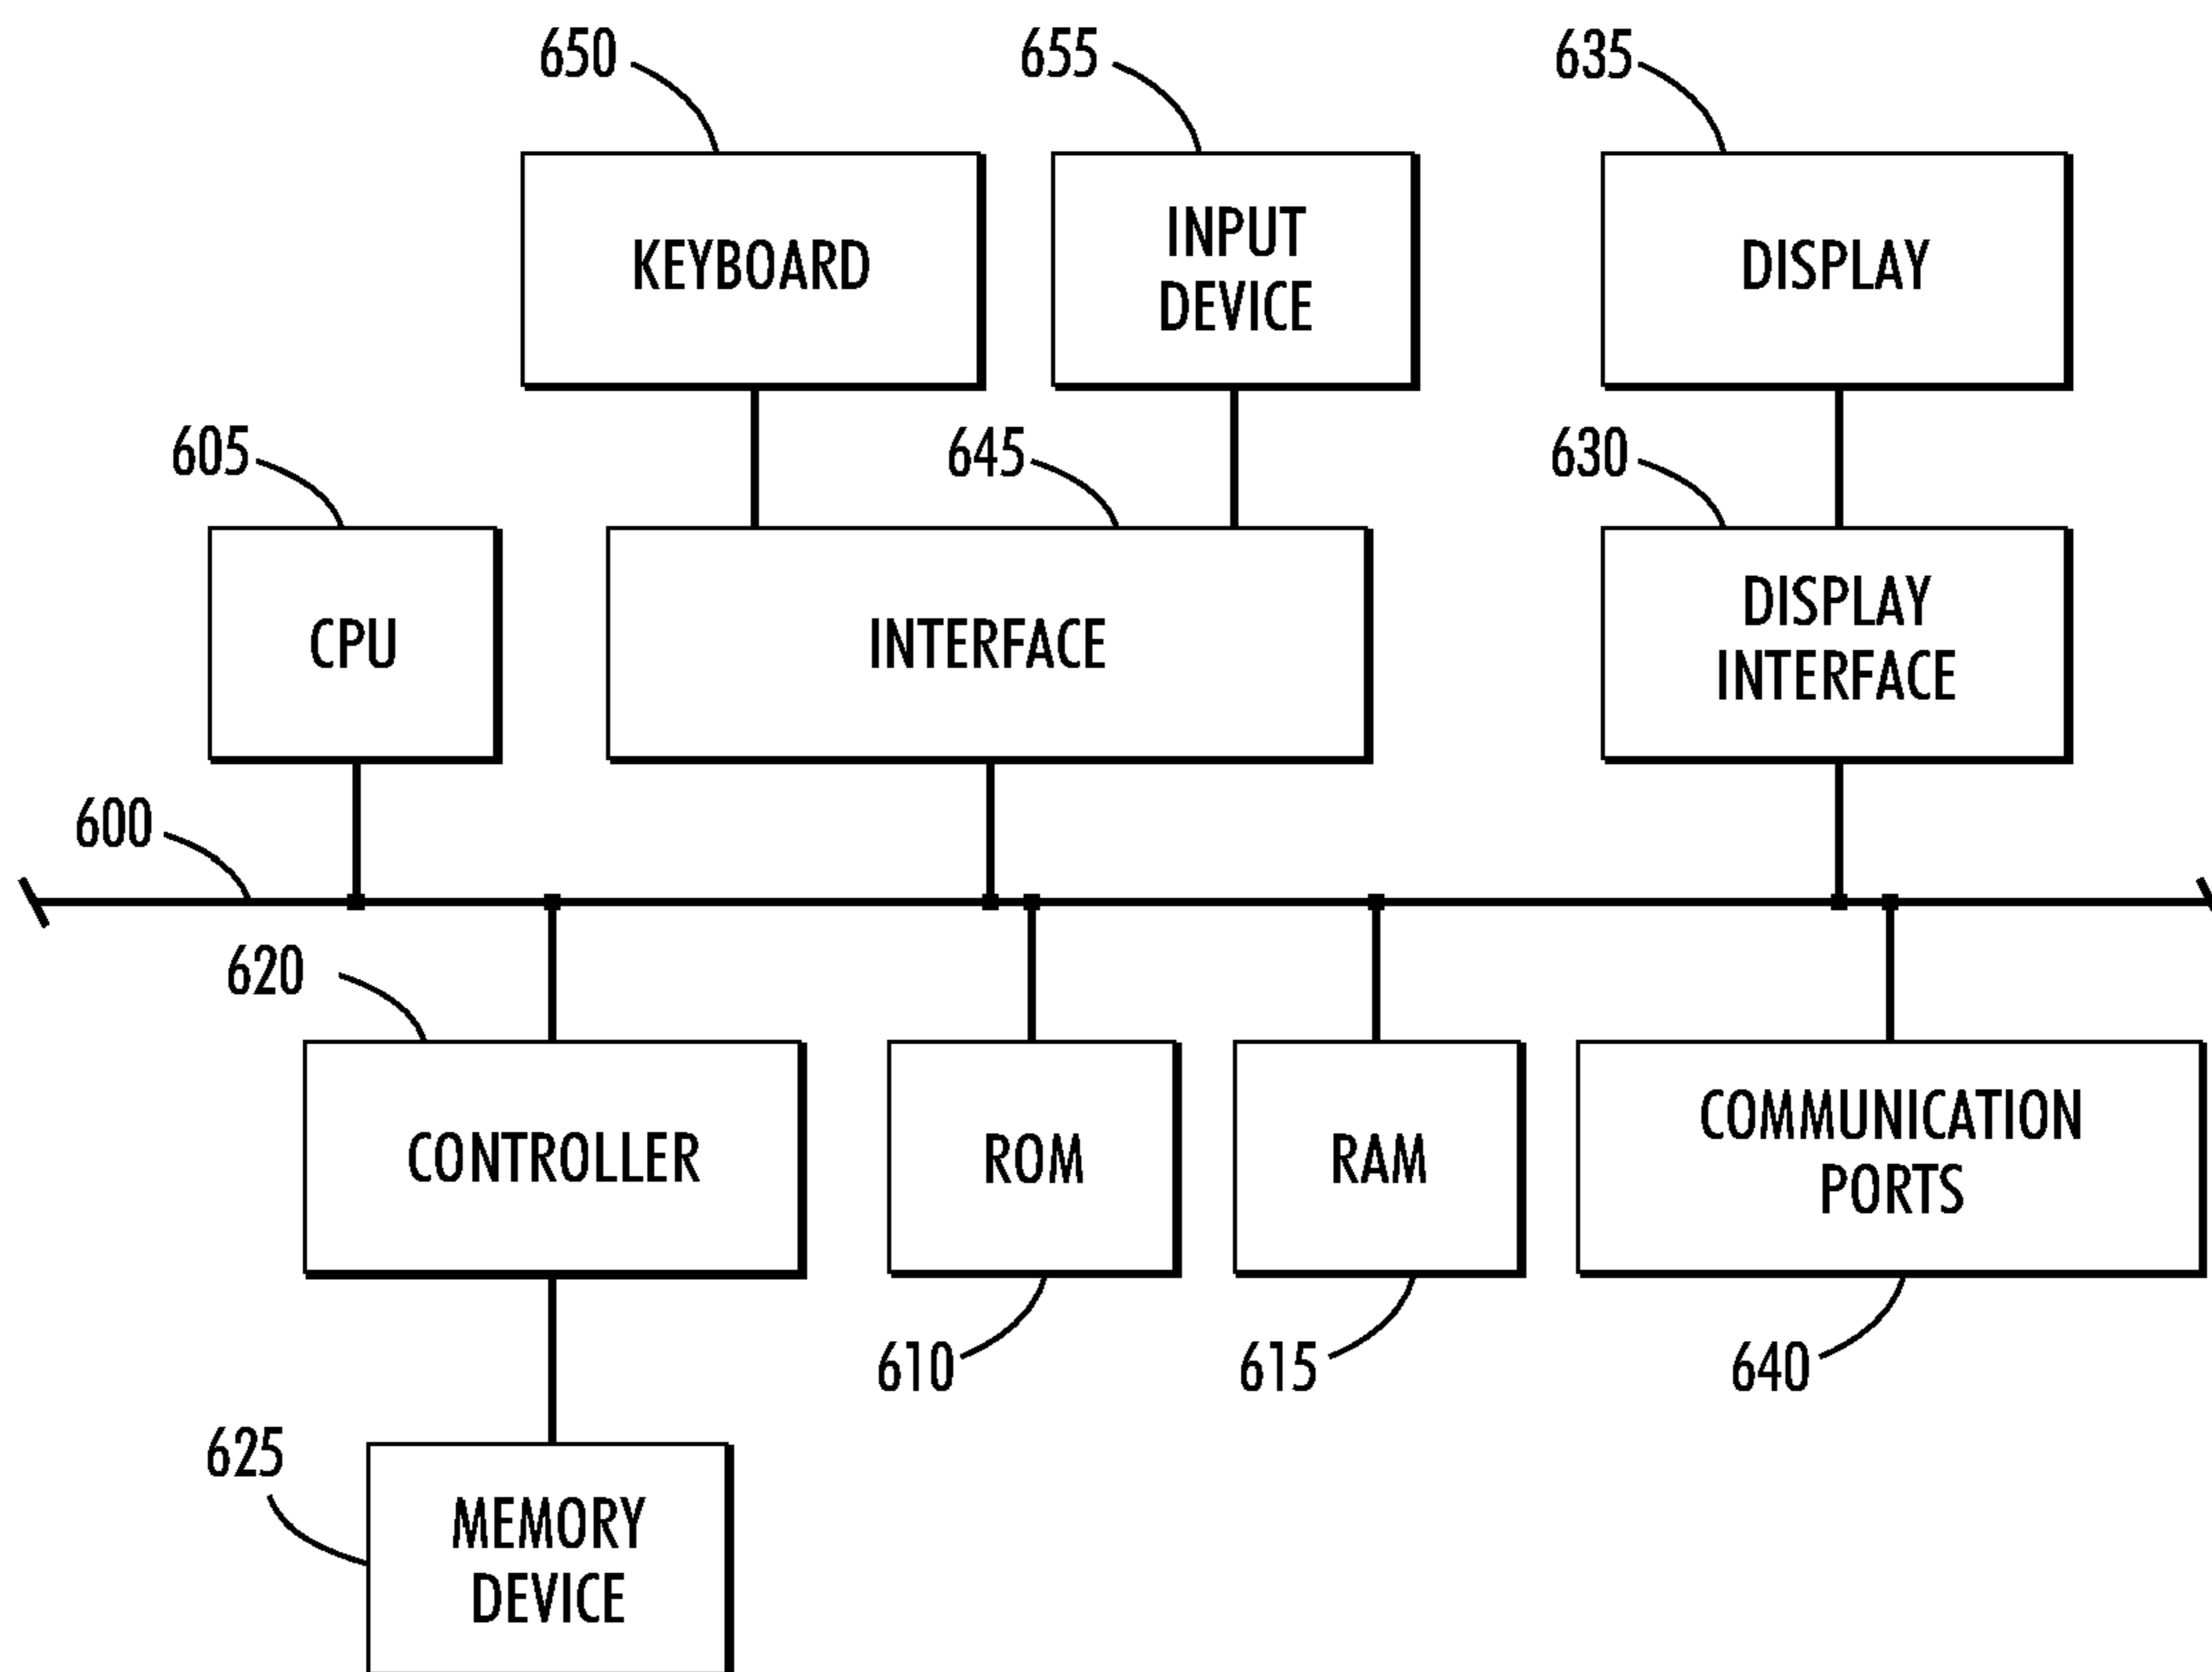 650
655
635
KEYBOARD
INPUT
DEVICE
DISPLAY
605
645
630
CPU
INTERFACE
DISPLAY
INTERFACE
600
620
CONTROLLER
ROM
RAM
COMMUNICATION
PORTS
610
615
640
625
MEMORY
DEVICE